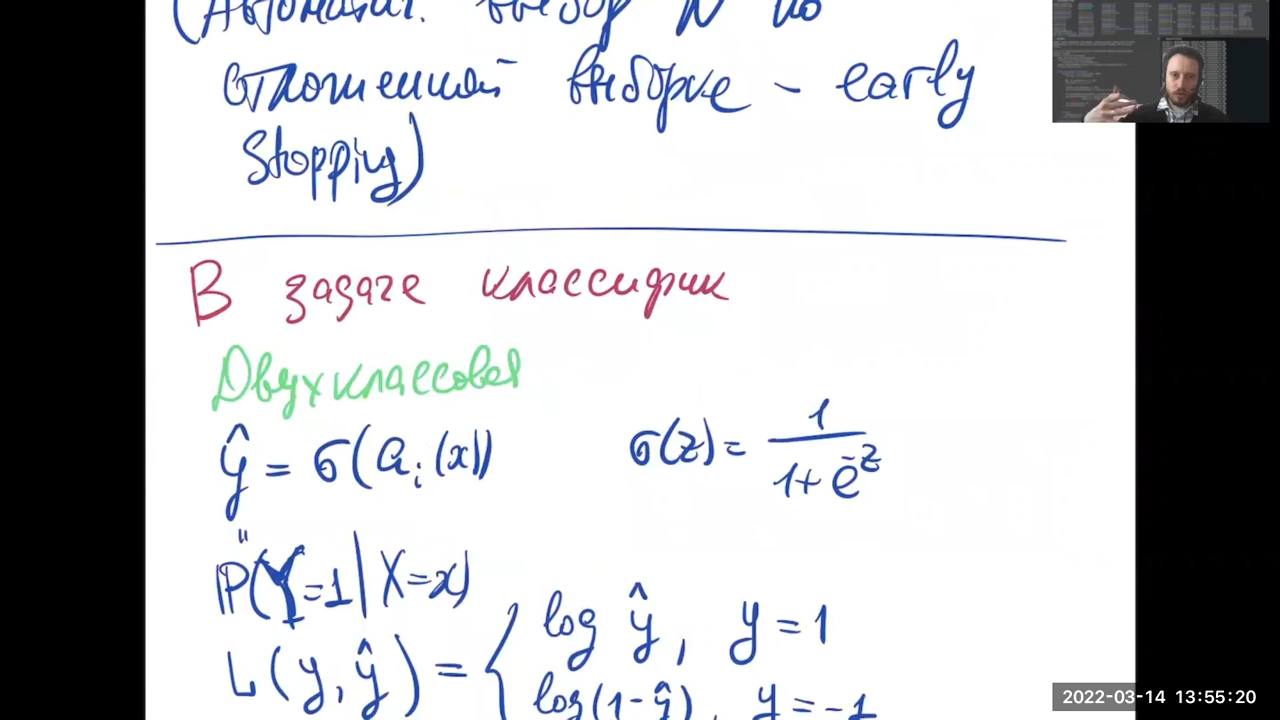 (Автомат. выбор N по
отложенной выборке - early
stopping)
В задаче классифик
Двухклассовая
ŷ = σ(a_i(x)) σ(z) = 1/(1+e^{-z})
"
P(Y=1|X=x)
L(y, ŷ) = { log ŷ, y = 1
log(1-ŷ), y = -1
2022-03-14 13:55:20